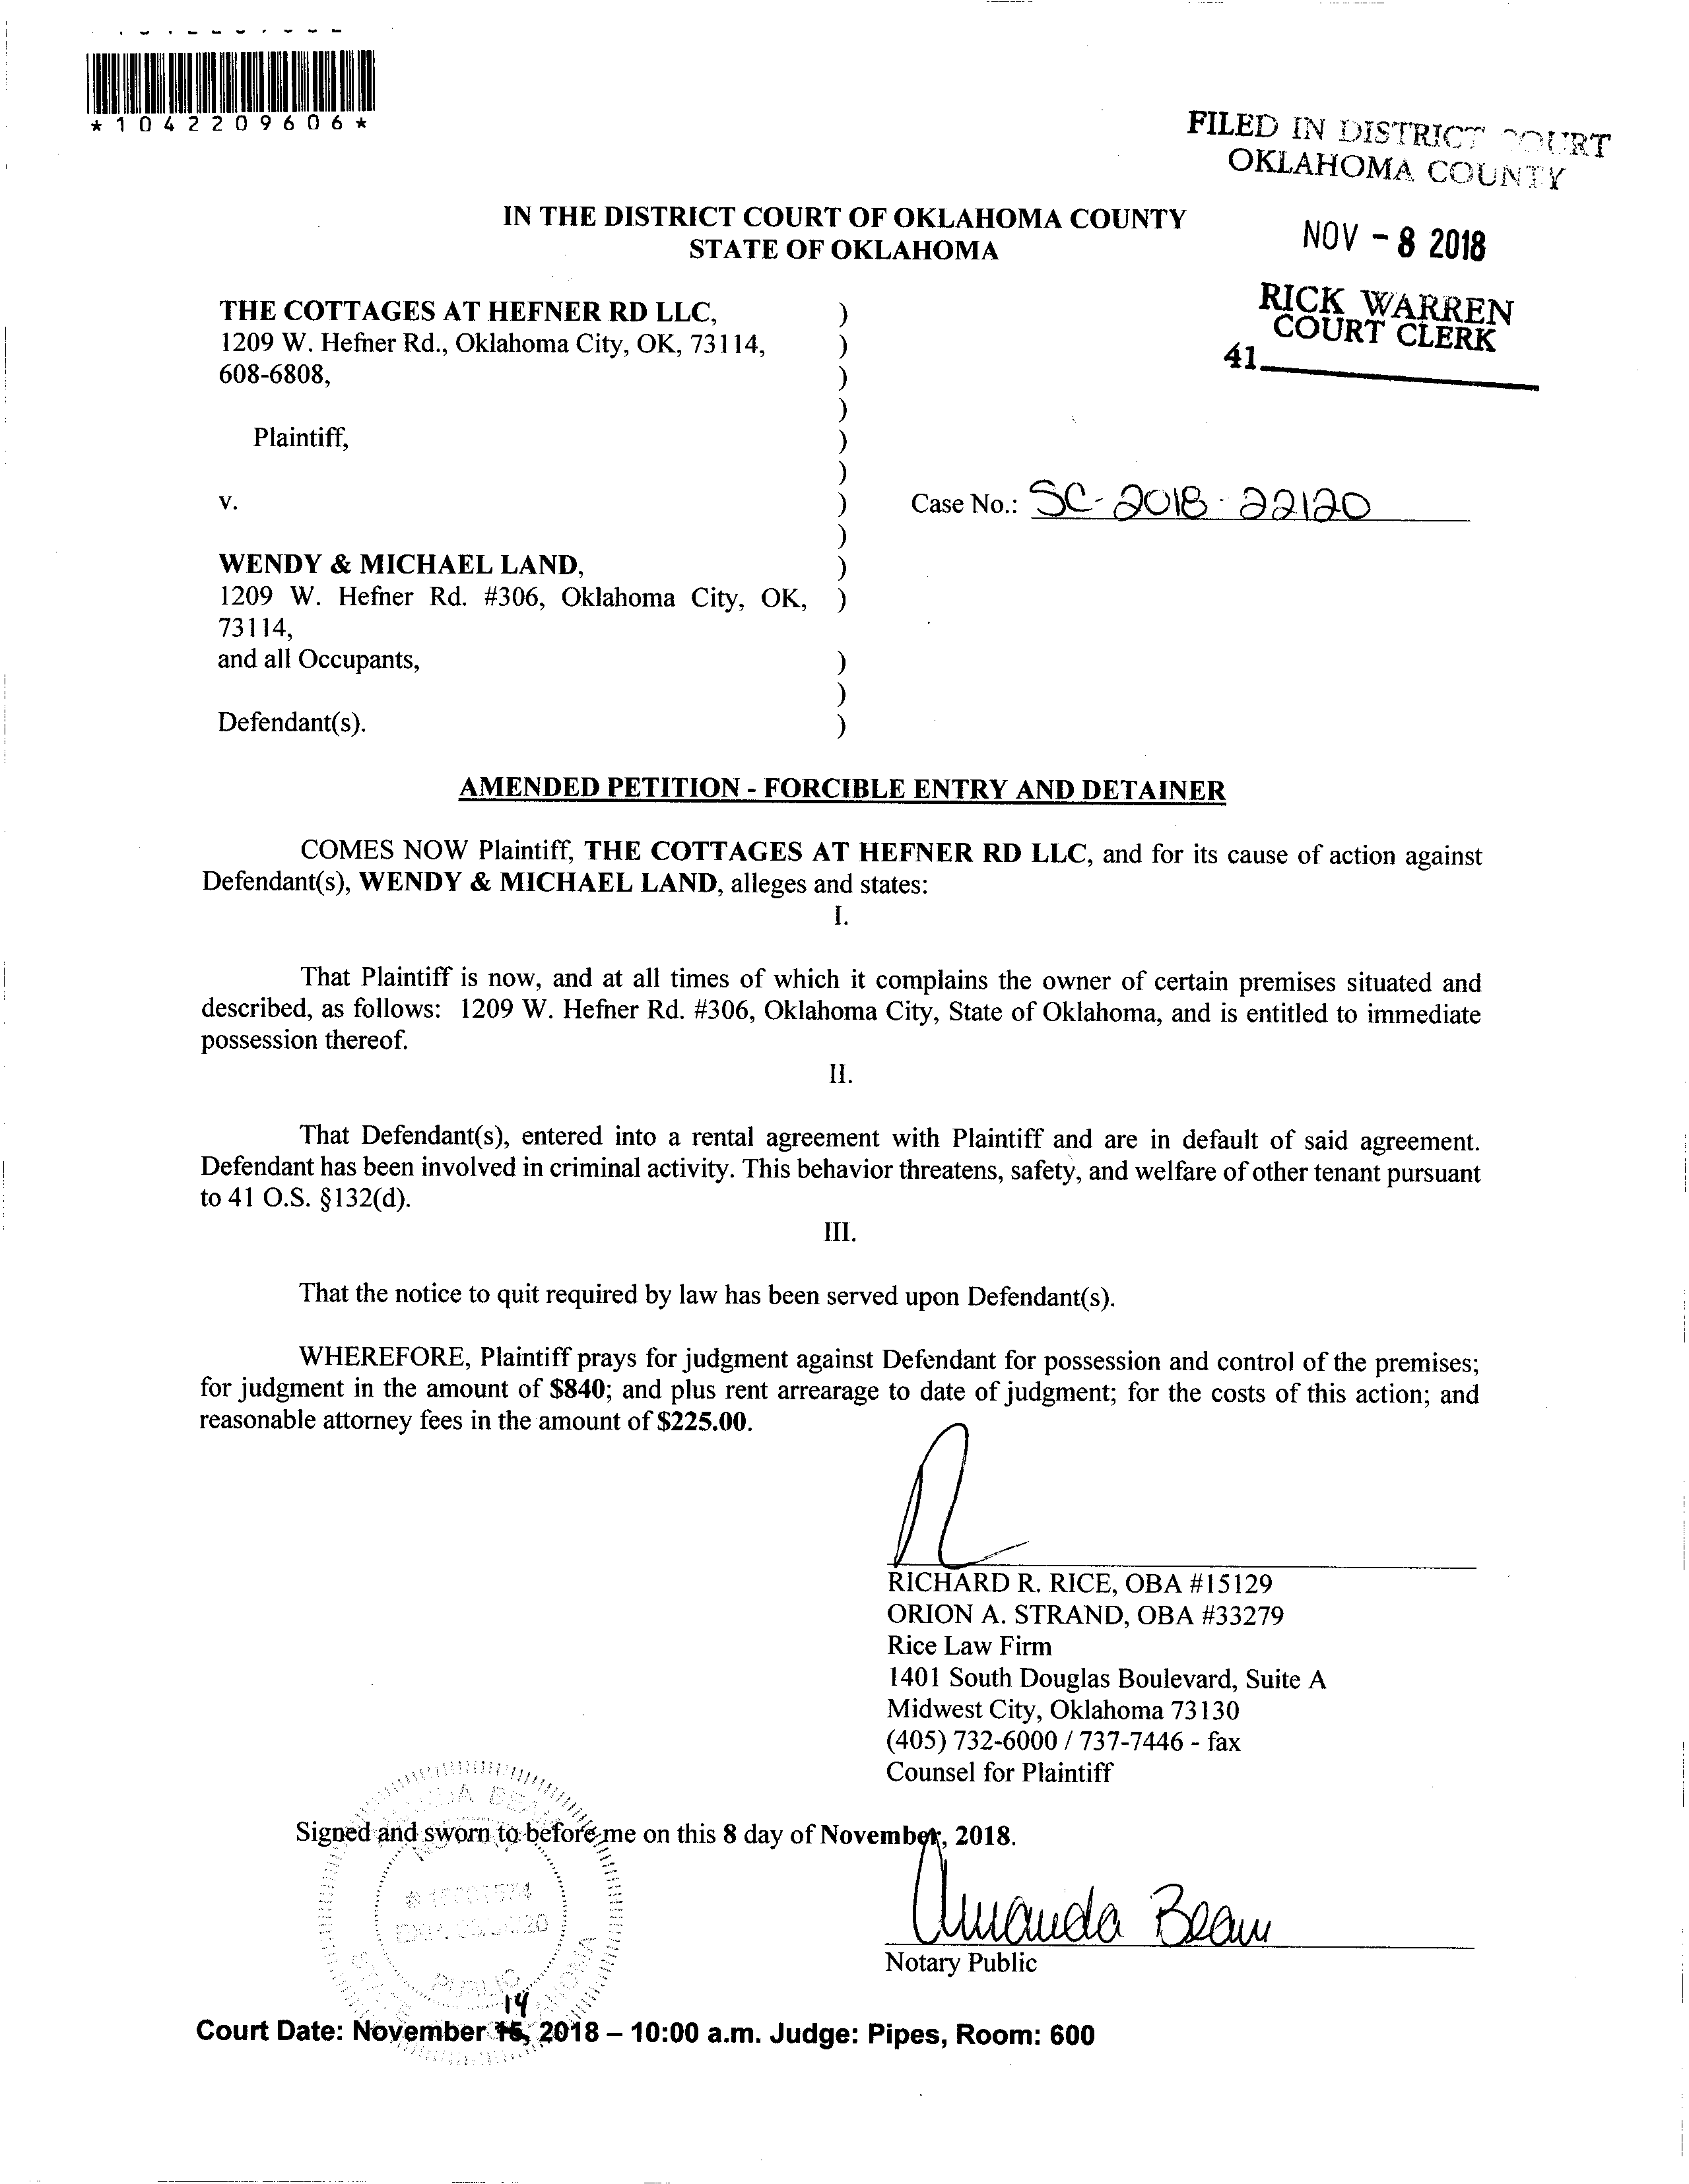 *1042209606*
FILED IN DISTRICT COURT
OKLAHOMA COUNTY
NOV - 8 2018
RICK WARREN
COURT CLERK
41
IN THE DISTRICT COURT OF OKLAHOMA COUNTY
STATE OF OKLAHOMA
THE COTTAGES AT HEFNER RD LLC, )
1209 W. Hefner Rd., Oklahoma City, OK, 73114, )
608-6808, )
)
Plaintiff, )
)
v. ) Case No.: SC-2018-22120
)
WENDY & MICHAEL LAND, )
1209 W. Hefner Rd. #306, Oklahoma City, OK, )
73114,
and all Occupants, )
)
Defendant(s). )
AMENDED PETITION - FORCIBLE ENTRY AND DETAINER
COMES NOW Plaintiff, THE COTTAGES AT HEFNER RD LLC, and for its cause of action against
Defendant(s), WENDY & MICHAEL LAND, alleges and states:
I.
That Plaintiff is now, and at all times of which it complains the owner of certain premises situated and
described, as follows: 1209 W. Hefner Rd. #306, Oklahoma City, State of Oklahoma, and is entitled to immediate
possession thereof.
II.
That Defendant(s), entered into a rental agreement with Plaintiff and are in default of said agreement.
Defendant has been involved in criminal activity. This behavior threatens, safety, and welfare of other tenant pursuant
to 41 O.S. §132(d).
III.
That the notice to quit required by law has been served upon Defendant(s).
WHEREFORE, Plaintiff prays for judgment against Defendant for possession and control of the premises;
for judgment in the amount of $840; and plus rent arrearage to date of judgment; for the costs of this action; and
reasonable attorney fees in the amount of $225.00.
RICHARD R. RICE, OBA #15129
ORION A. STRAND, OBA #33279
Rice Law Firm
1401 South Douglas Boulevard, Suite A
Midwest City, Oklahoma 73130
(405) 732-6000 / 737-7446 - fax
Counsel for Plaintiff
Signed and sworn to before me on this 8 day of November, 2018.
Amanda Beam
Notary Public
PUBLIC
14
Court Date: November 15, 2018 – 10:00 a.m. Judge: Pipes, Room: 600